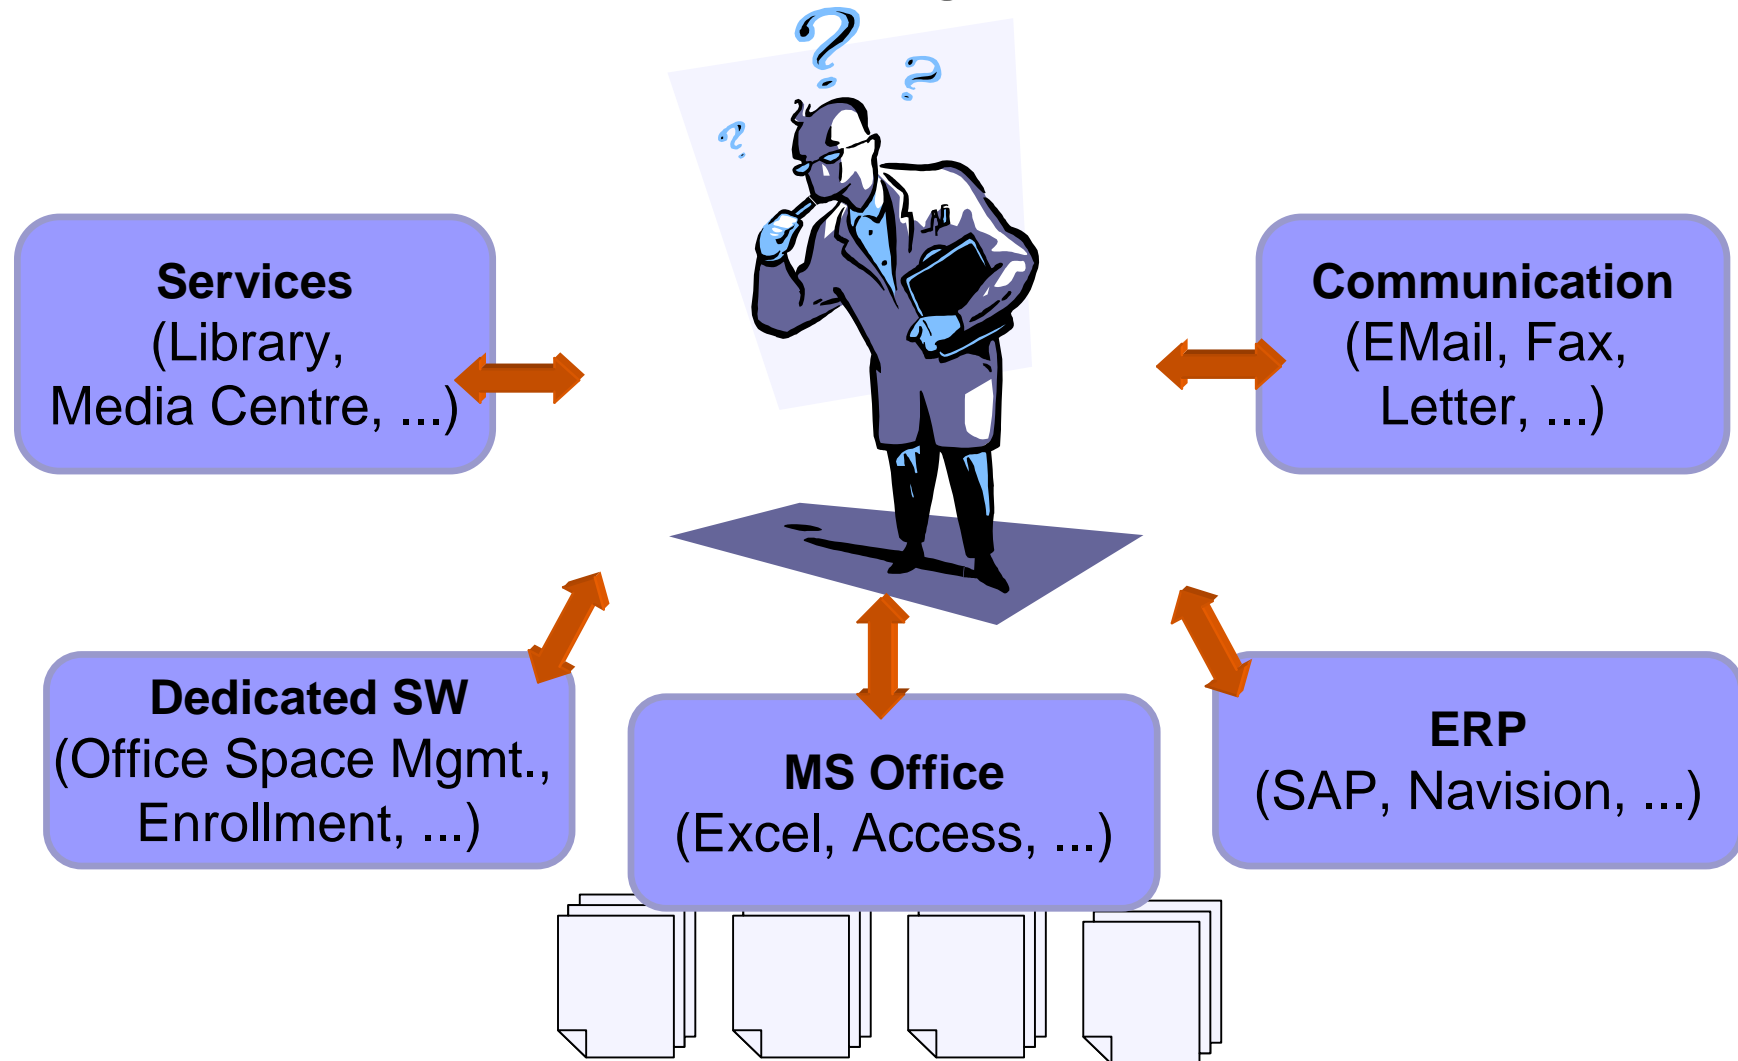 Services
(Library,
Media Centre, ...)
Communication
(EMail, Fax,
Letter, ...)
Dedicated SW
(Office Space Mgmt.,
Enrollment, ...)
MS Office
(Excel, Access, ...)
ERP
(SAP, Navision, ...)